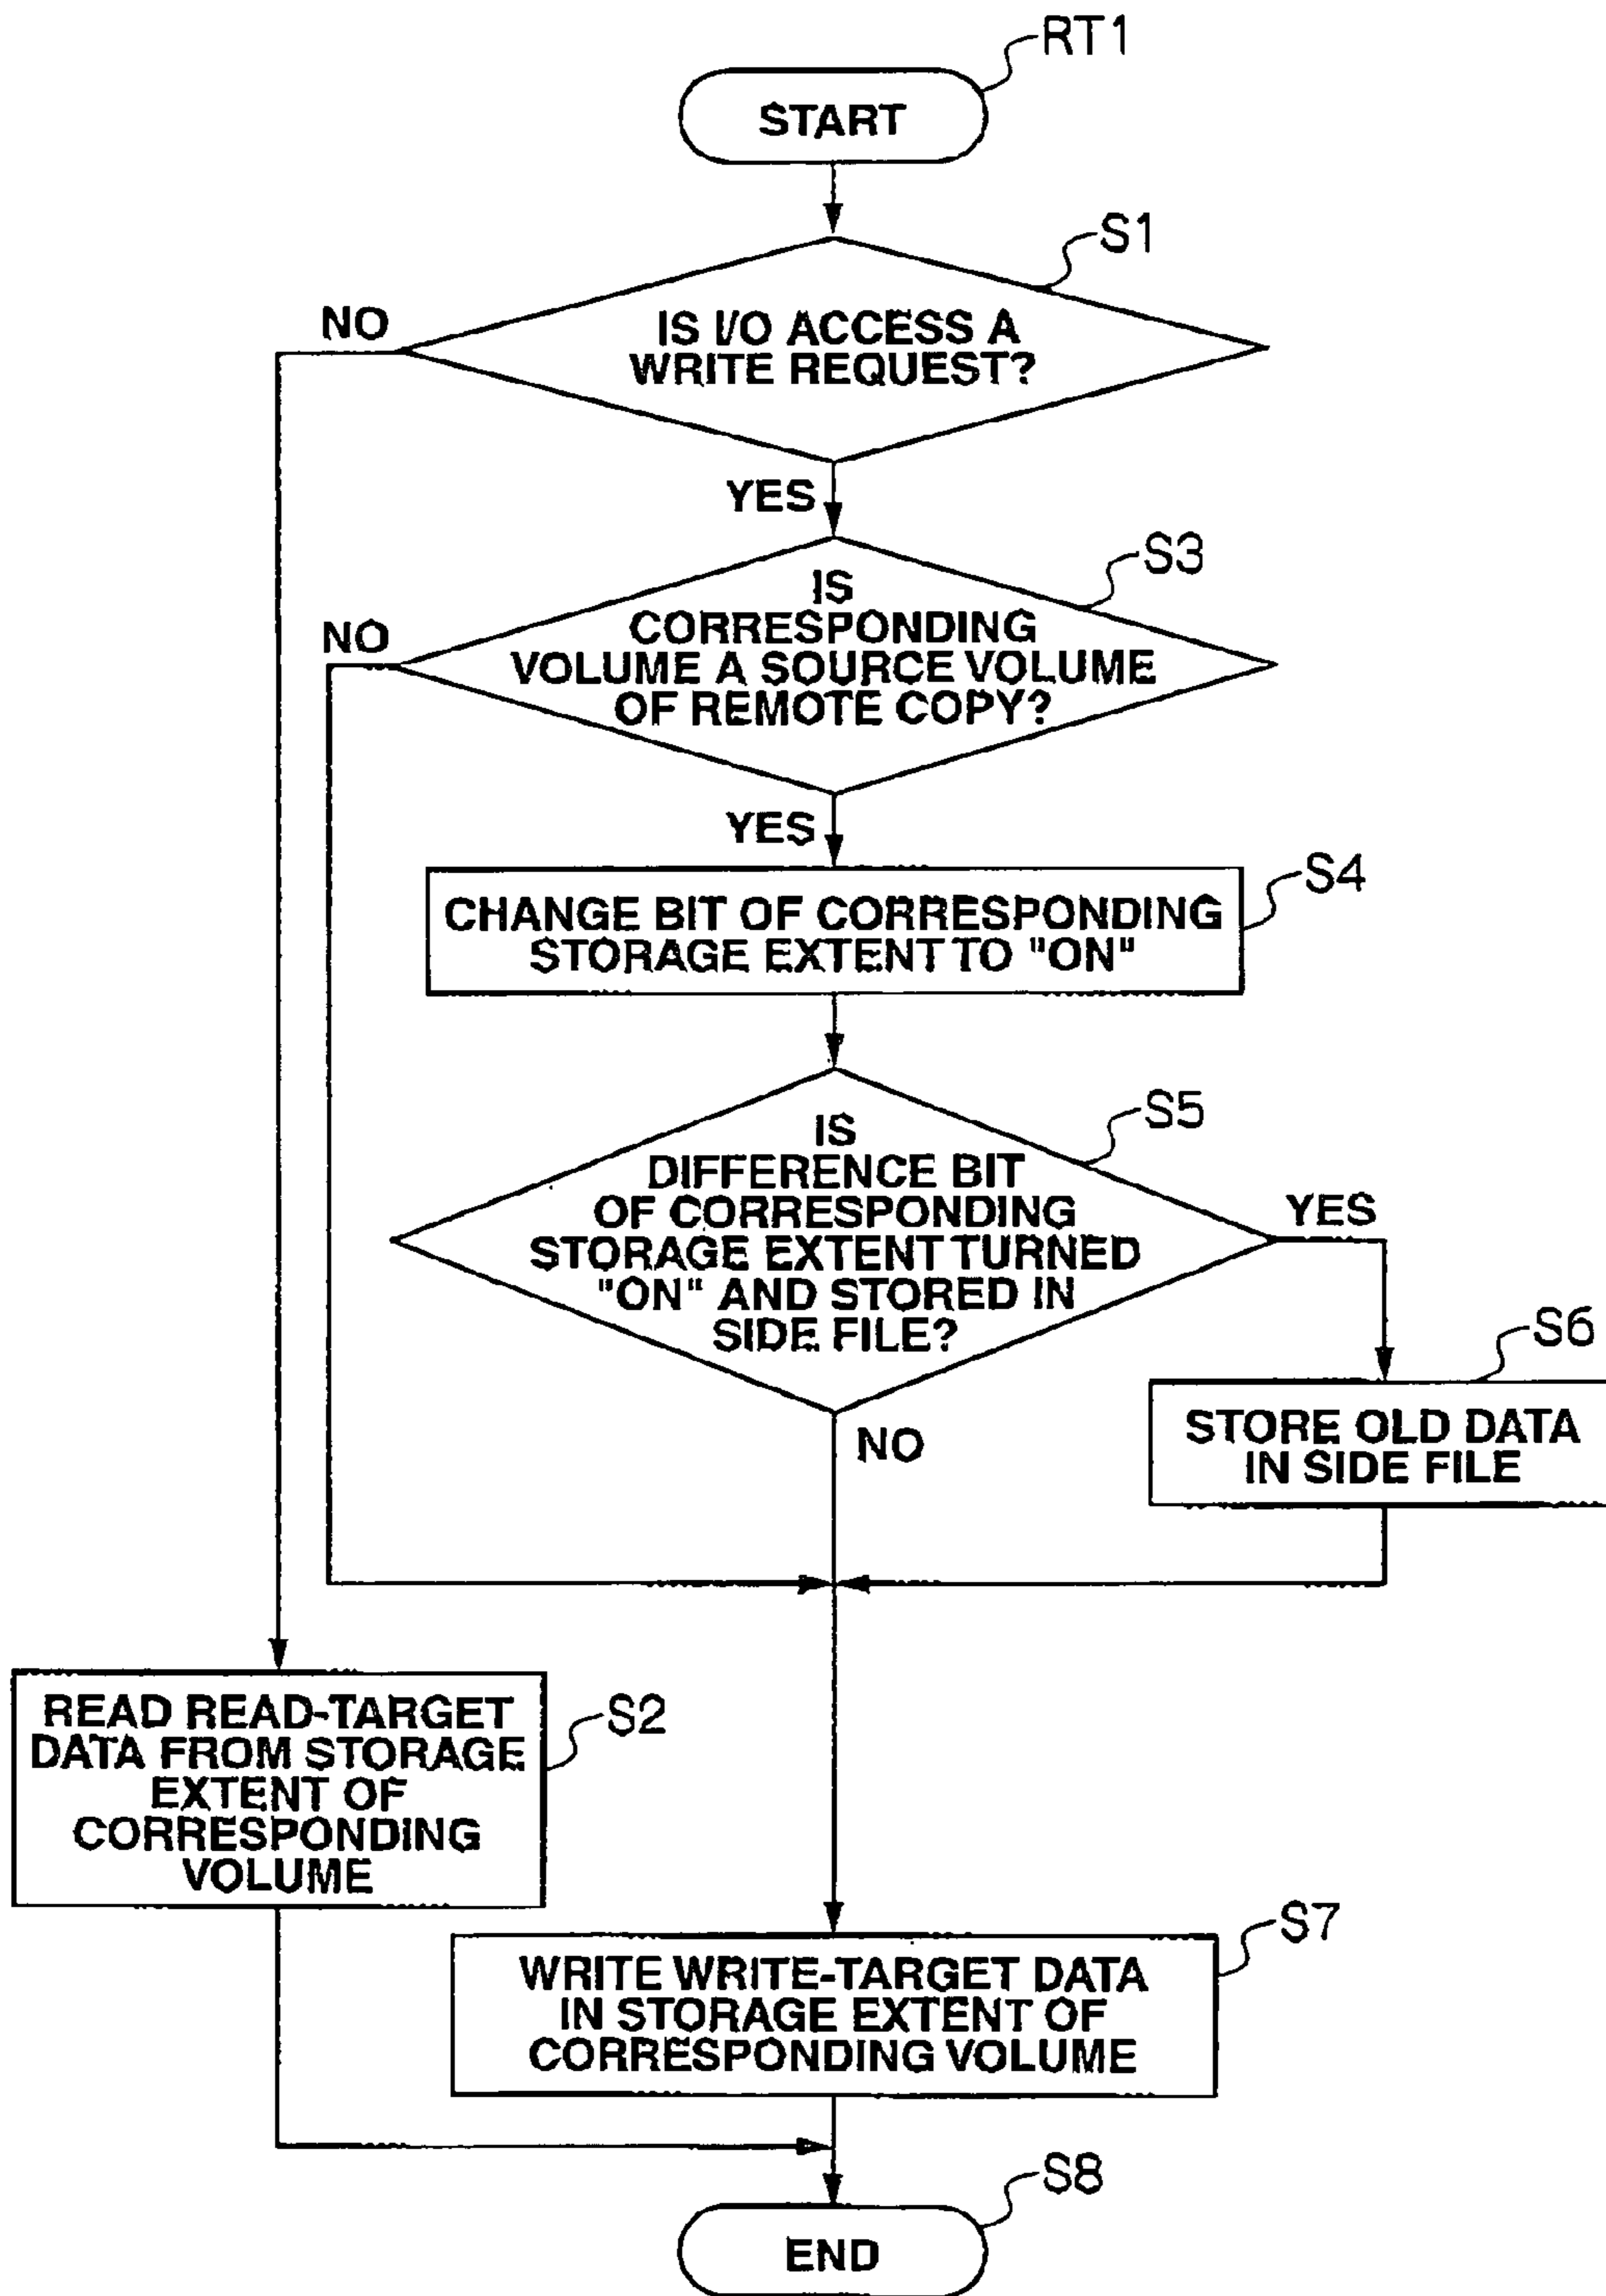 RT1
START
S1
NO
IS I/O ACCESS A
WRITE REQUEST?
YES
S3
NO
IS
CORRESPONDING
VOLUME A SOURCE VOLUME
OF REMOTE COPY?
YES
S4
CHANGE BIT OF CORRESPONDING
STORAGE EXTENT TO "ON"
S5
IS
DIFFERENCE BIT
OF CORRESPONDING
STORAGE EXTENT TURNED
"ON" AND STORED IN
SIDE FILE?
YES
S6
NO
STORE OLD DATA
IN SIDE FILE
S2
READ READ-TARGET
DATA FROM STORAGE
EXTENT OF
CORRESPONDING
VOLUME
S7
WRITE WRITE-TARGET DATA
IN STORAGE EXTENT OF
CORRESPONDING VOLUME
S8
END